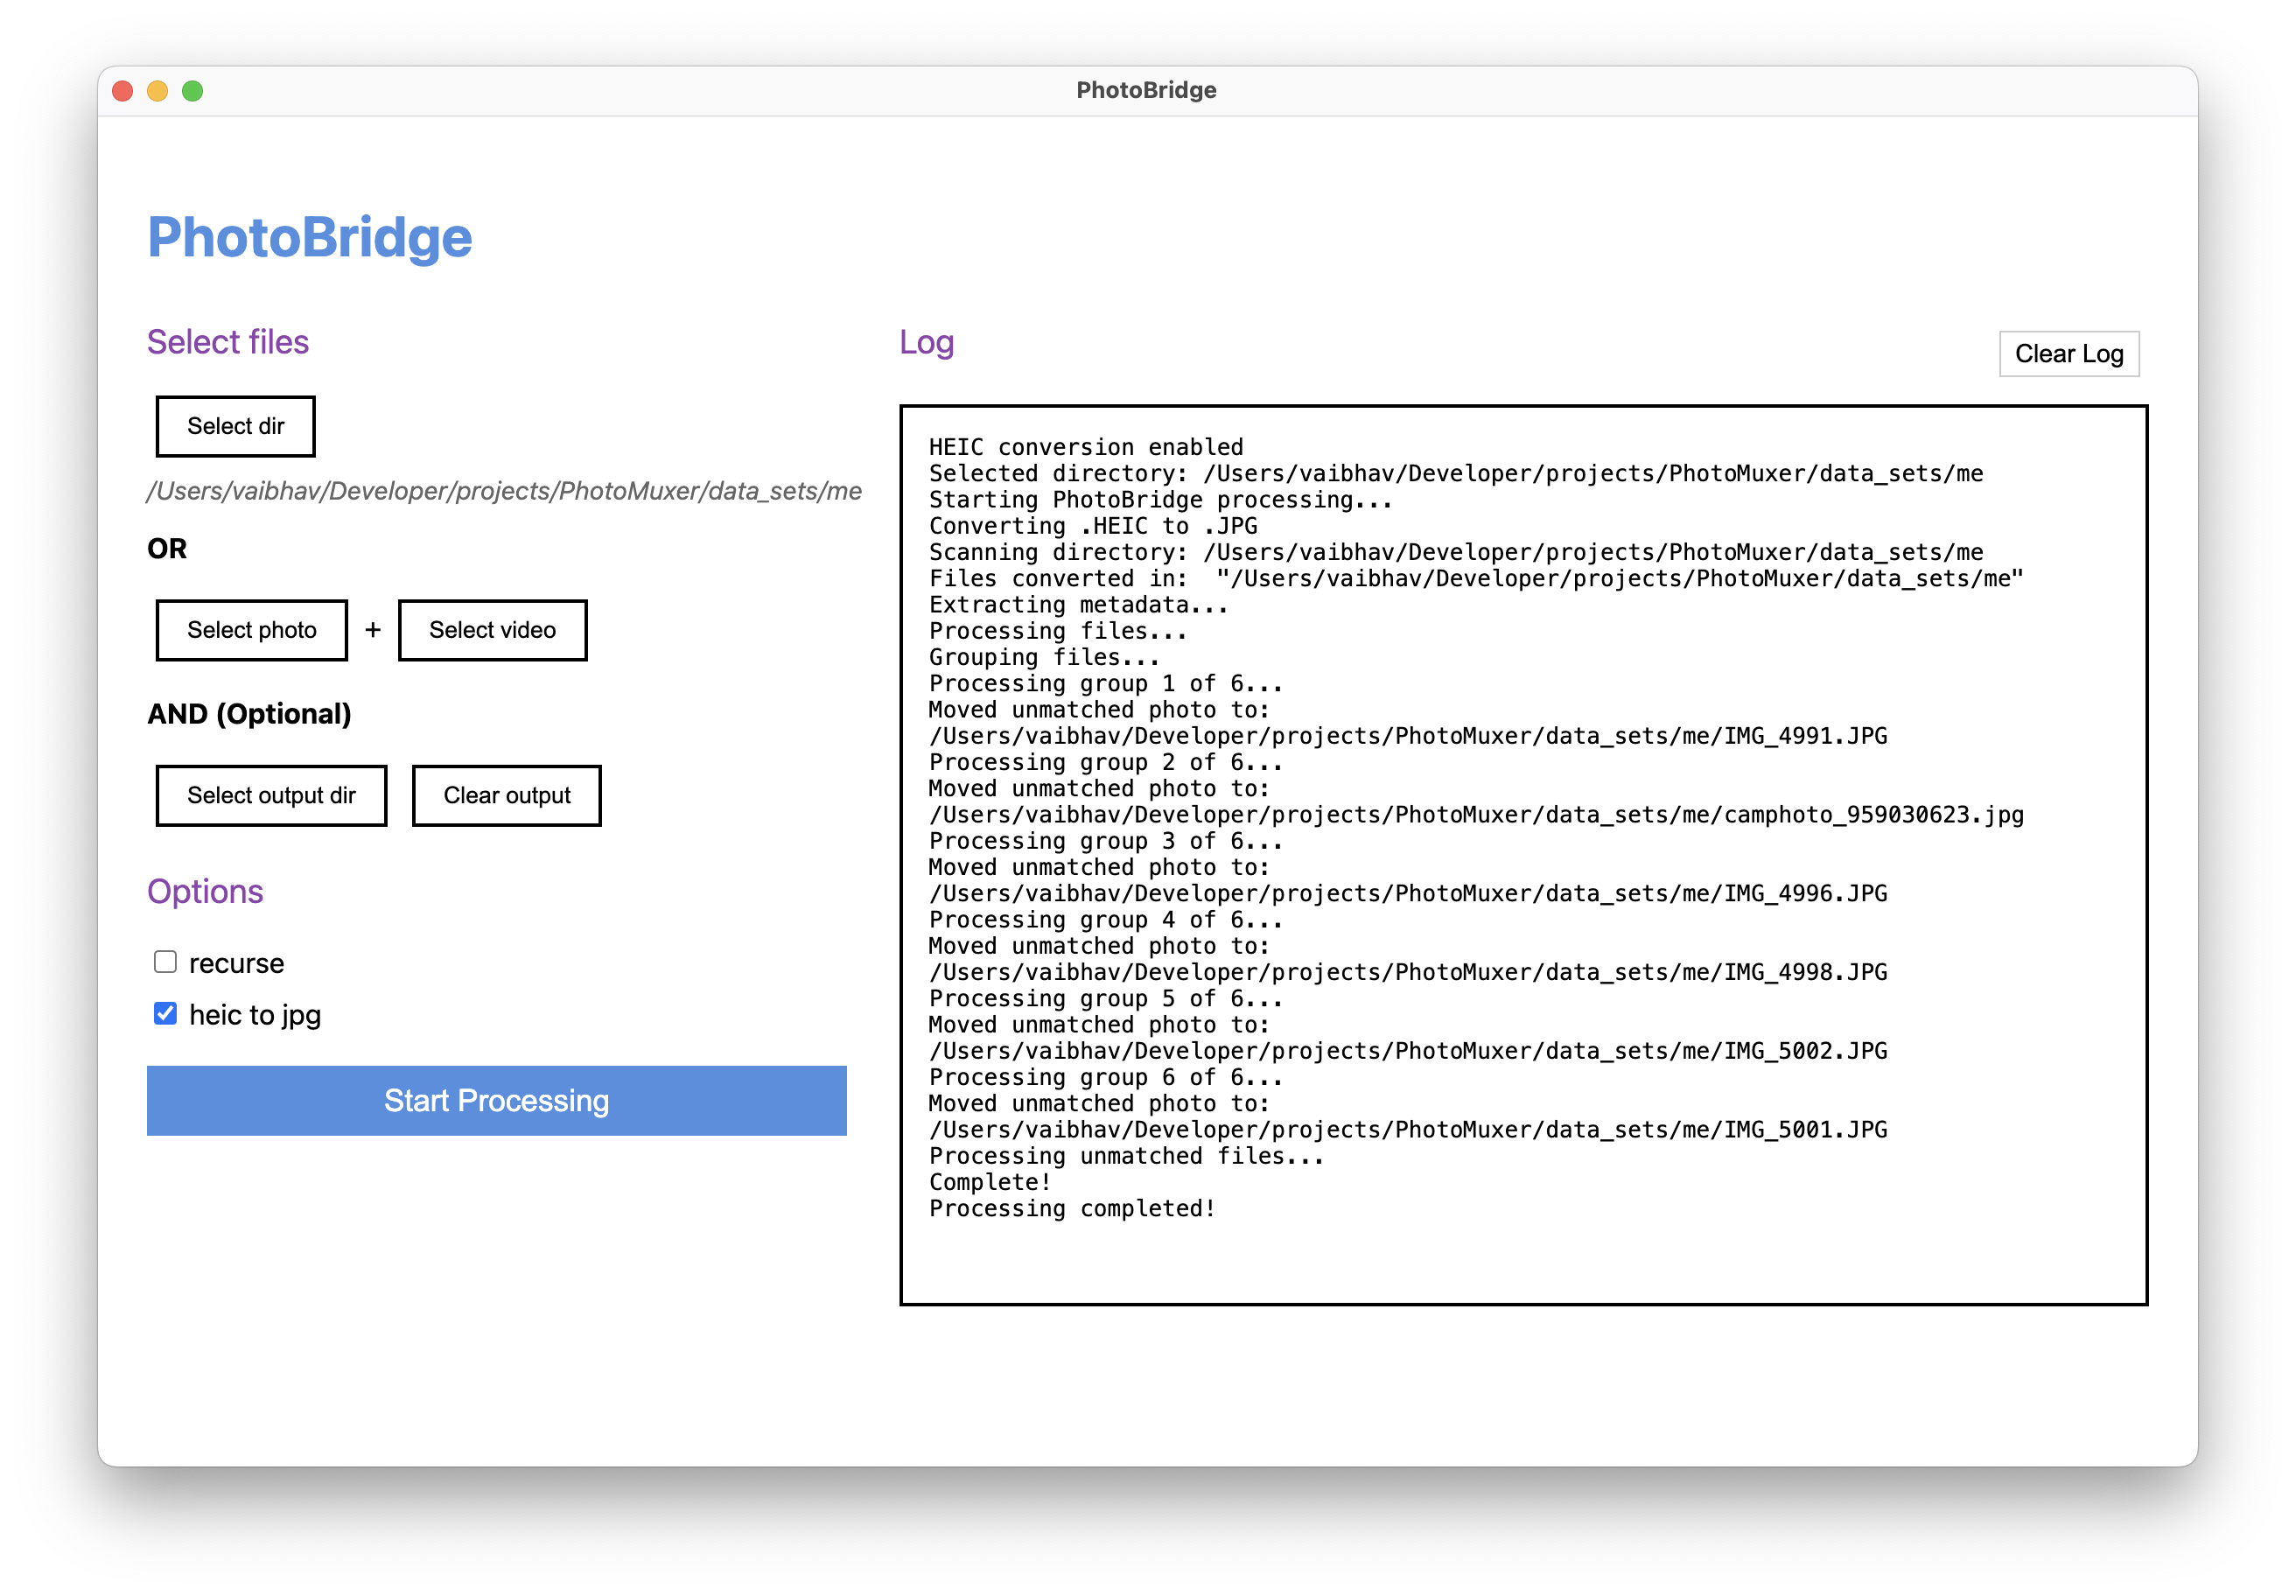 PhotoBridge
PhotoBridge
Select files
Select dir
/Users/vaibhav/Developer/projects/PhotoMuxer/data_sets/me
OR
Select photo + Select video
AND (Optional)
Select output dir Clear output
Options
recurse
heic to jpg
Start Processing
Log
Clear Log
HEIC conversion enabled
Selected directory: /Users/vaibhav/Developer/projects/PhotoMuxer/data_sets/me
Starting PhotoBridge processing...
Converting .HEIC to .JPG
Scanning directory: /Users/vaibhav/Developer/projects/PhotoMuxer/data_sets/me
Files converted in:  "/Users/vaibhav/Developer/projects/PhotoMuxer/data_sets/me"
Extracting metadata...
Processing files...
Grouping files...
Processing group 1 of 6...
Moved unmatched photo to:
/Users/vaibhav/Developer/projects/PhotoMuxer/data_sets/me/IMG_4991.JPG
Processing group 2 of 6...
Moved unmatched photo to:
/Users/vaibhav/Developer/projects/PhotoMuxer/data_sets/me/camphoto_959030623.jpg
Processing group 3 of 6...
Moved unmatched photo to:
/Users/vaibhav/Developer/projects/PhotoMuxer/data_sets/me/IMG_4996.JPG
Processing group 4 of 6...
Moved unmatched photo to:
/Users/vaibhav/Developer/projects/PhotoMuxer/data_sets/me/IMG_4998.JPG
Processing group 5 of 6...
Moved unmatched photo to:
/Users/vaibhav/Developer/projects/PhotoMuxer/data_sets/me/IMG_5002.JPG
Processing group 6 of 6...
Moved unmatched photo to:
/Users/vaibhav/Developer/projects/PhotoMuxer/data_sets/me/IMG_5001.JPG
Processing unmatched files...
Complete!
Processing completed!